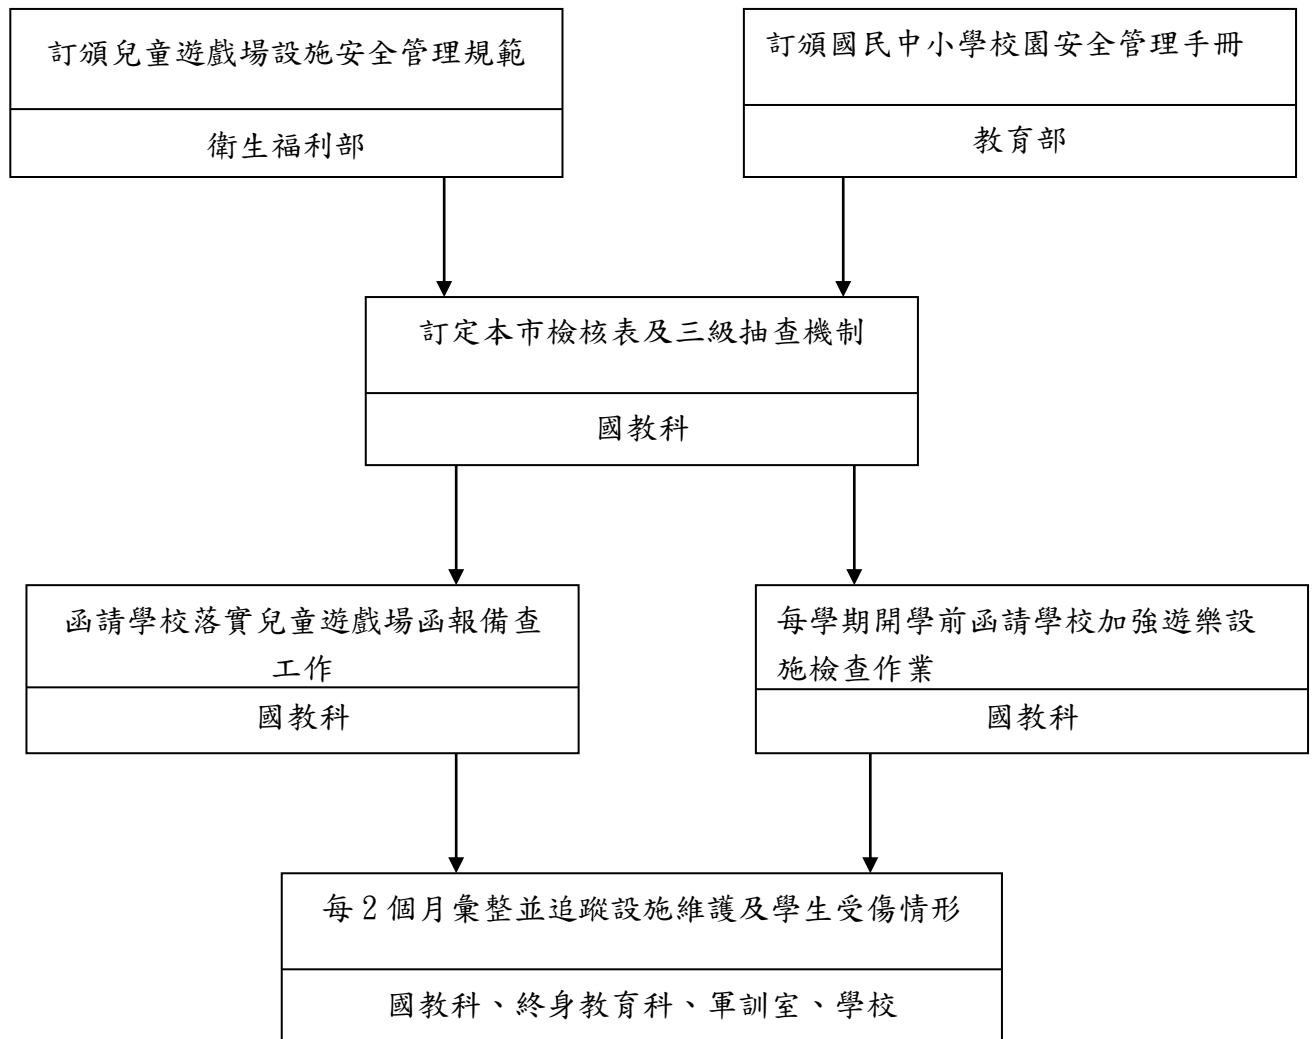 訂頒兒童遊戲場設施安全管理規範
衛生福利部
訂頒國民中小學校園安全管理手冊
教育部
訂定本市檢核表及三級抽查機制
國教科
函請學校落實兒童遊戲場函報備查
工作
國教科
每學期開學前函請學校加強遊樂設
施檢查作業
國教科
每2個月彙整並追蹤設施維護及學生受傷情形
國教科、終身教育科、軍訓室、學校